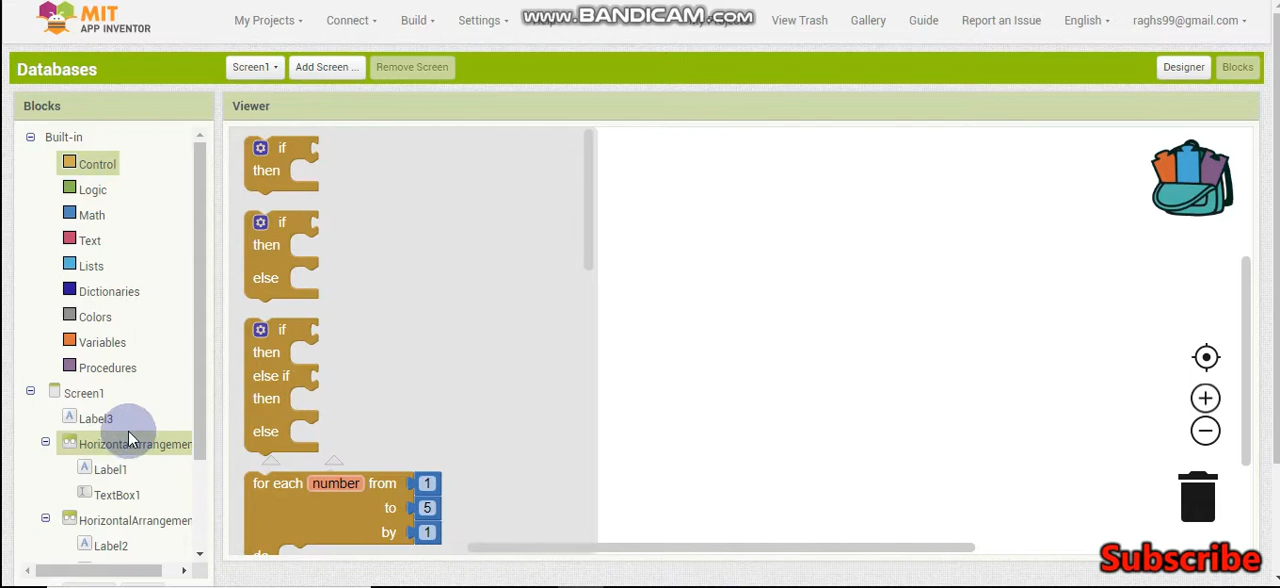 MIT
APP INVENTOR
My Projects
Connect
Build
Settings
www.BANDICAM.com
View Trash
Gallery
Guide
Report an Issue
English
raghs99@gmail.com
Databases
Screen1
Add Screen ...
Remove Screen
Designer
Blocks
Blocks
Viewer
Built-in
Control
Logic
Math
Text
Lists
Dictionaries
Colors
Variables
Procedures
Screen1
Label3
HorizontalArrangemen
Label1
TextBox1
HorizontalArrangemen
Label2
if
then
if
then
else
if
then
else if
then
else
for each number from 1
to 5
by 1
do
Subscribe